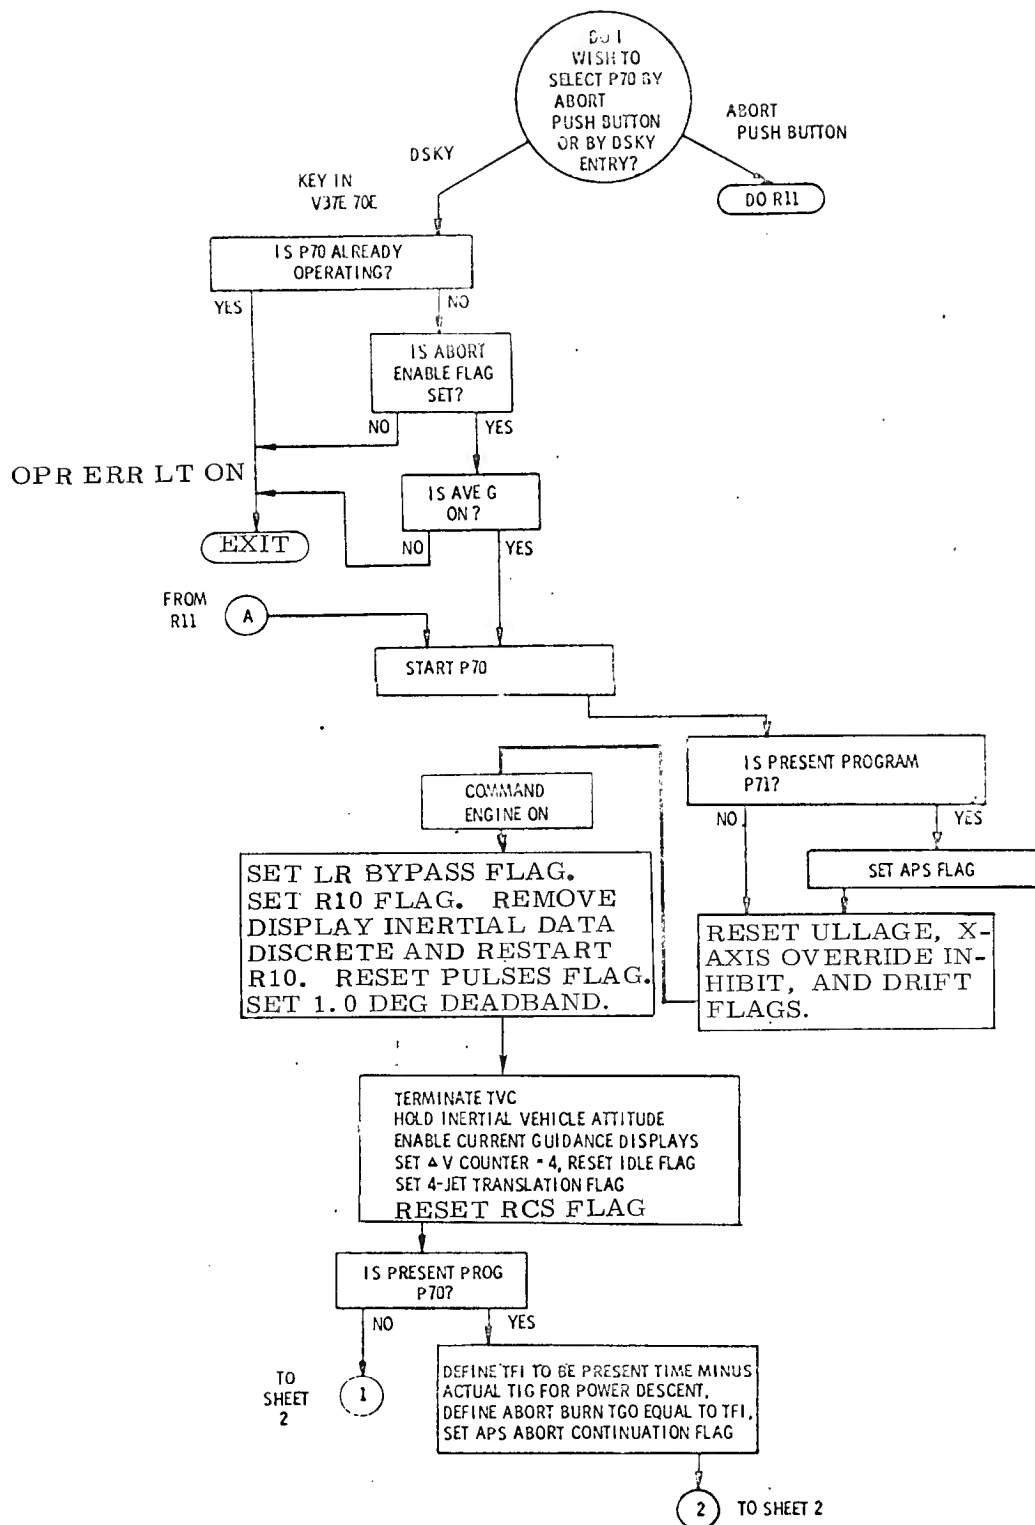 DO I
WISH TO
SELECT P70 BY
ABORT
PUSH BUTTON
OR BY DSKY
ENTRY?
ABORT
PUSH BUTTON
DO R11
DSKY
KEY IN
V37E 70E
IS P70 ALREADY
OPERATING?
YES
NO
IS ABORT
ENABLE FLAG
SET?
NO
YES
OPR ERR LT ON
IS AVE G
ON?
EXIT
NO
YES
FROM
R11
A
START P70
IS PRESENT PROGRAM
P71?
NO
YES
SET APS FLAG
RESET ULLAGE, X-
AXIS OVERRIDE IN-
HIBIT, AND DRIFT
FLAGS.
COMMAND
ENGINE ON
SET LR BYPASS FLAG.
SET R10 FLAG. REMOVE
DISPLAY INERTIAL DATA
DISCRETE AND RESTART
R10. RESET PULSES FLAG.
SET 1.0 DEG DEADBAND.
TERMINATE TVC
HOLD INERTIAL VEHICLE ATTITUDE
ENABLE CURRENT GUIDANCE DISPLAYS
SET Δ V COUNTER = 4, RESET IDLE FLAG
SET 4-JET TRANSLATION FLAG
RESET RCS FLAG
IS PRESENT PROG
P70?
NO
YES
TO
SHEET
2
1
DEFINE TFI TO BE PRESENT TIME MINUS
ACTUAL TIG FOR POWER DESCENT,
DEFINE ABORT BURN TGO EQUAL TO TFI,
SET APS ABORT CONTINUATION FLAG
2
TO SHEET 2